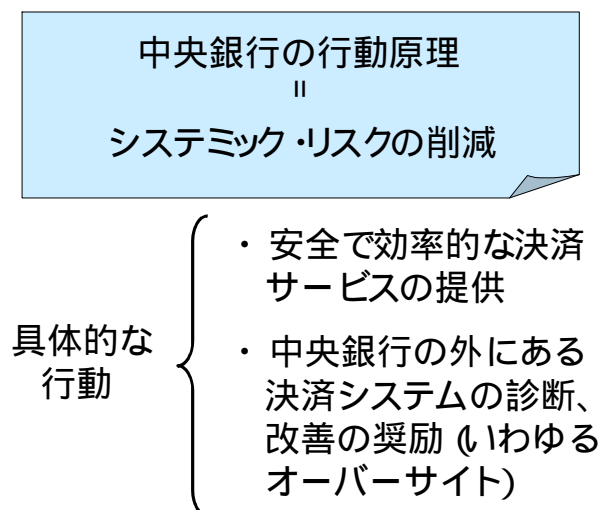 中央銀行の行動原理
=
システミック・リスクの削減
・ 安全で効率的な決済
サービスの提供
具体的な
行動
・ 中央銀行の外にある
決済システムの診断、
改善の奨励(いわゆる
オーバーサイト)